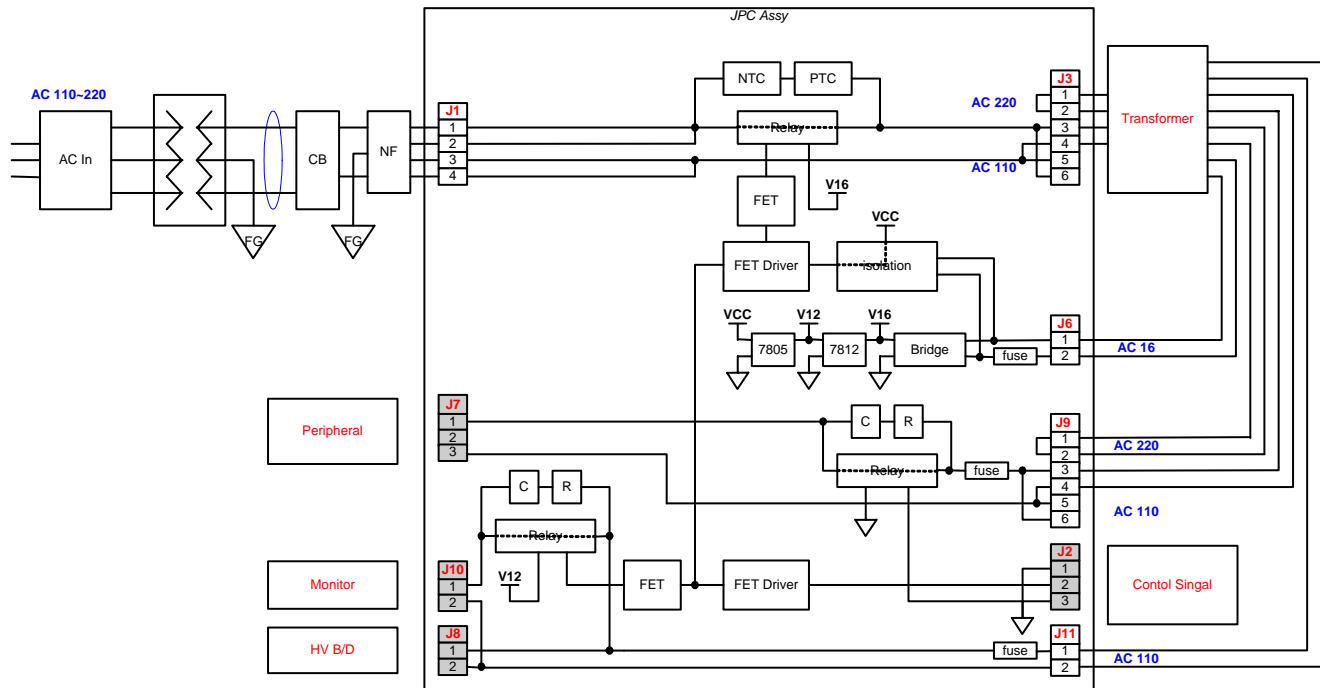 JPC Assy
AC 110~220
AC In
FG
CB
FG
NF
J1
1
2
3
4
NTC
PTC
Relay
V16
FET
VCC
FET Driver
isolation
AC 220
AC 110
J3
1
2
3
4
5
6
Transformer
VCC
7805
V12
7812
V16
Bridge
fuse
J6
1
2
AC 16
Peripheral
J7
1
2
3
C
R
Relay
fuse
J9
1
2
3
4
5
6
AC 220
AC 110
C
R
Relay
V12
FET
FET Driver
Monitor
J10
1
2
J2
1
2
3
Contol Singal
HV B/D
J8
1
2
fuse
J11
1
2
AC 110